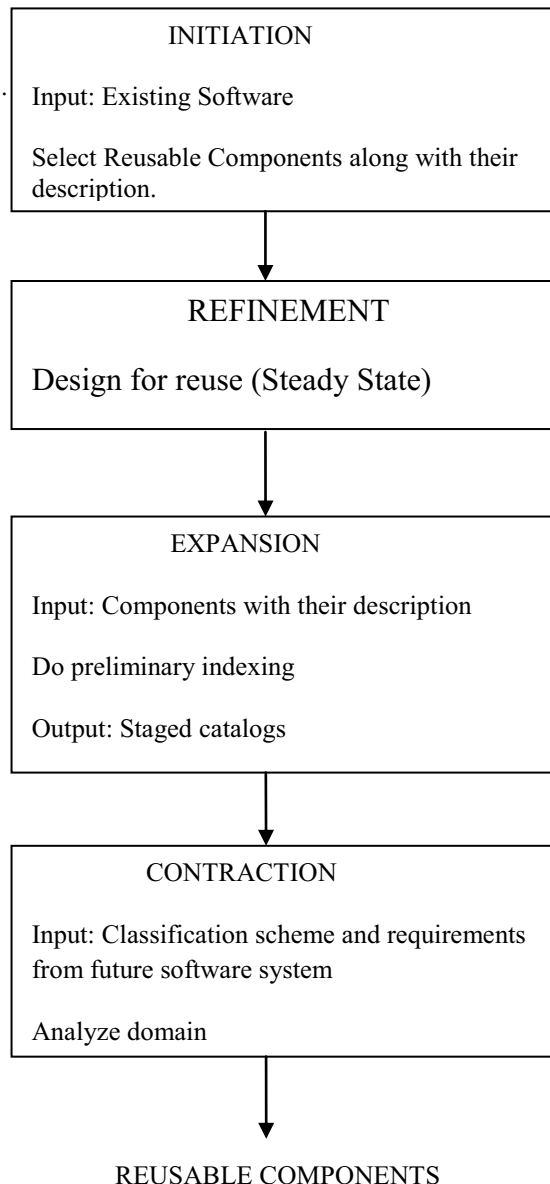 INITIATION
Input: Existing Software
Select Reusable Components along with their
description.
REFINEMENT
Design for reuse (Steady State)
EXPANSION
Input: Components with their description
Do preliminary indexing
Output: Staged catalogs
CONTRACTION
Input: Classification scheme and requirements
from future software system
Analyze domain
REUSABLE COMPONENTS